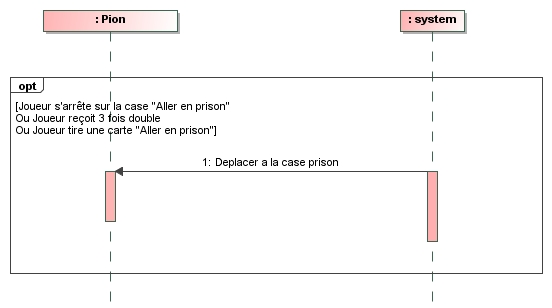 : Pion
: system
opt
[Joueur s'arrête sur la case "Aller en prison"
Ou Joueur reçoit 3 fois double
Ou Joueur tire une carte "Aller en prison"]
1: Deplacer a la case prison